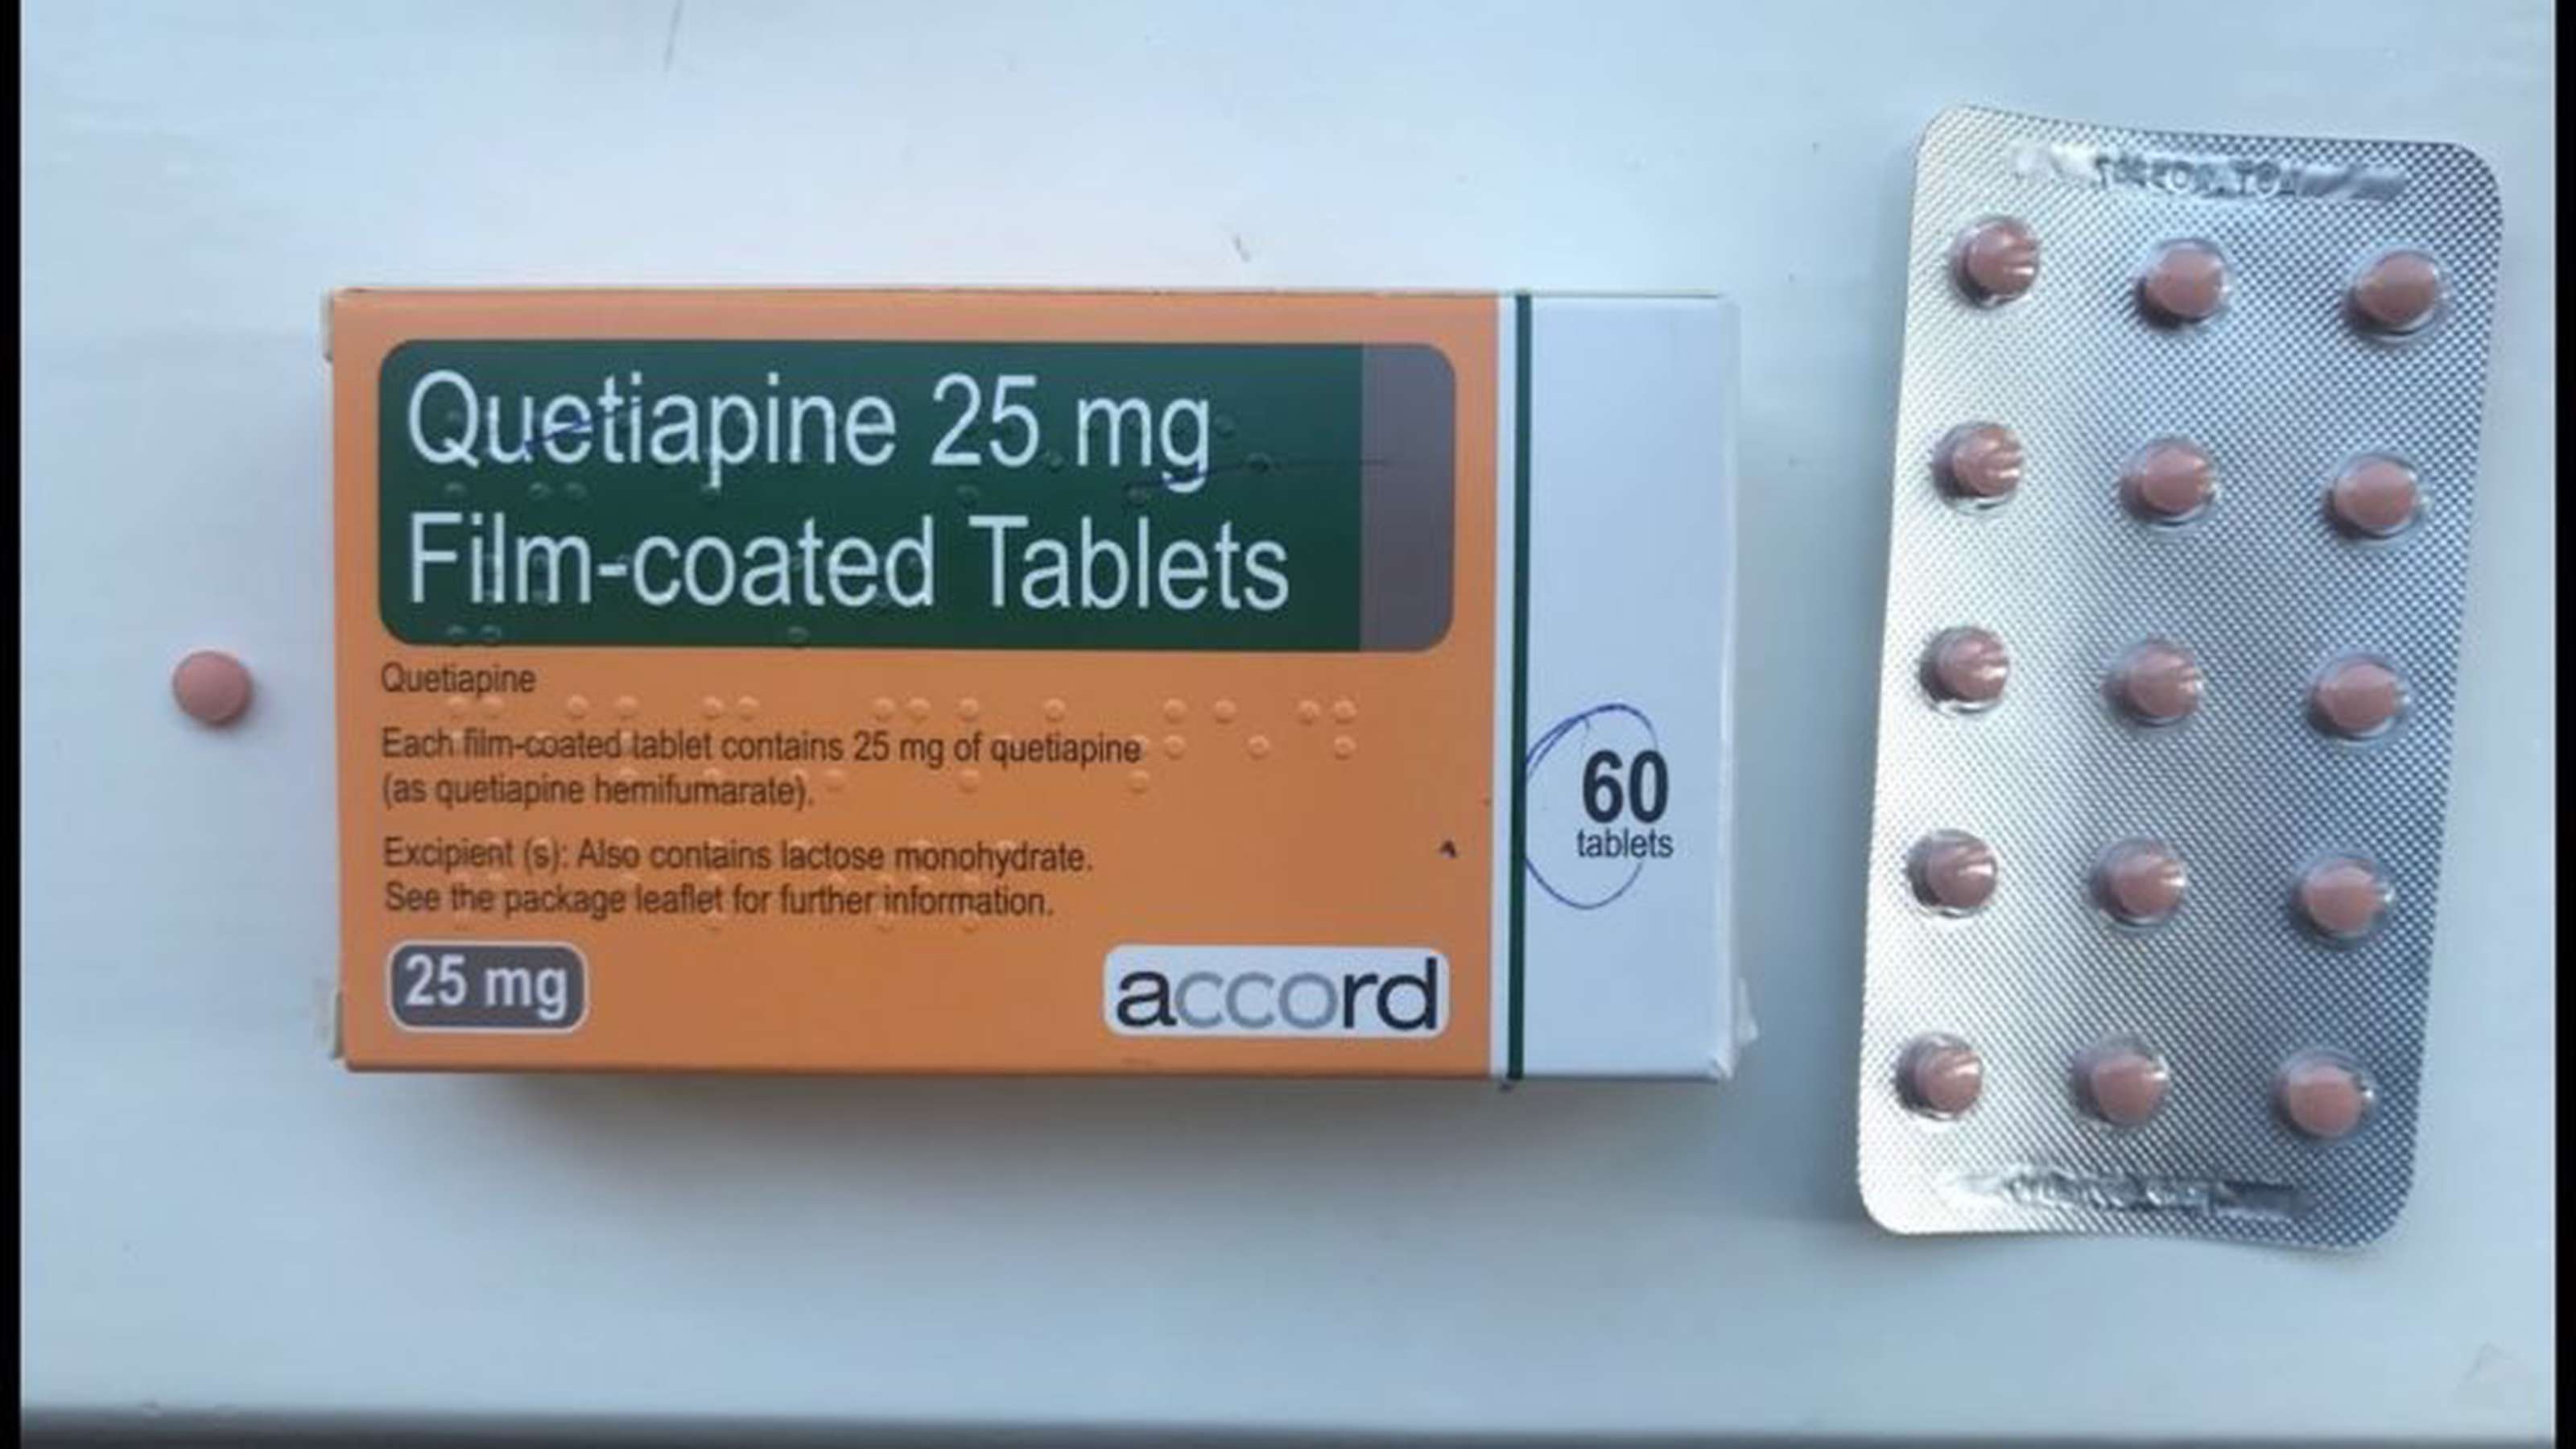 Quetiapine 25 mg
Film-coated Tablets
Quetiapine
Each film-coated tablet contains 25 mg of quetiapine
(as quetiapine hemifumarate).
Excipient (s): Also contains lactose monohydrate.
See the package leaflet for further information.
25 mg
accord
60
tablets